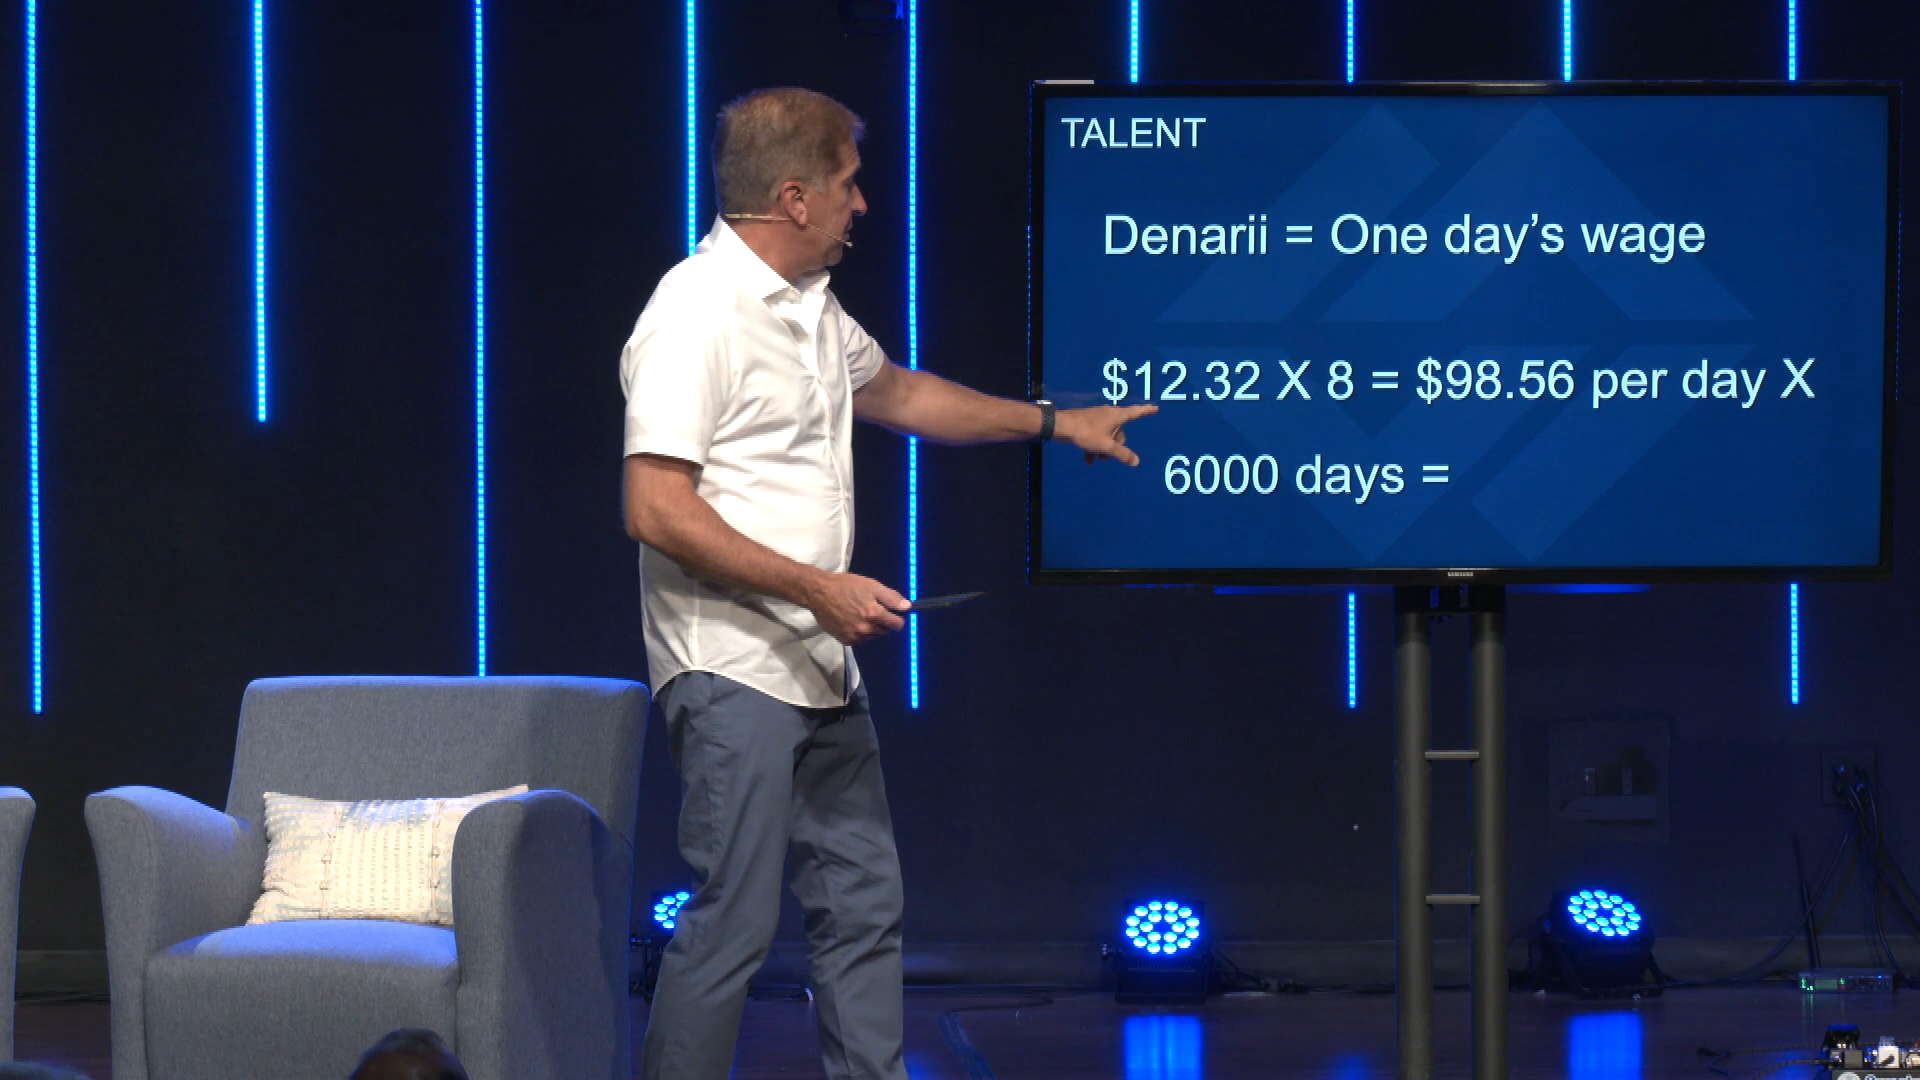 TALENT
Denarii = One day’s wage
$12.32 X 8 = $98.56 per day X
6000 days =
SAMSUNG